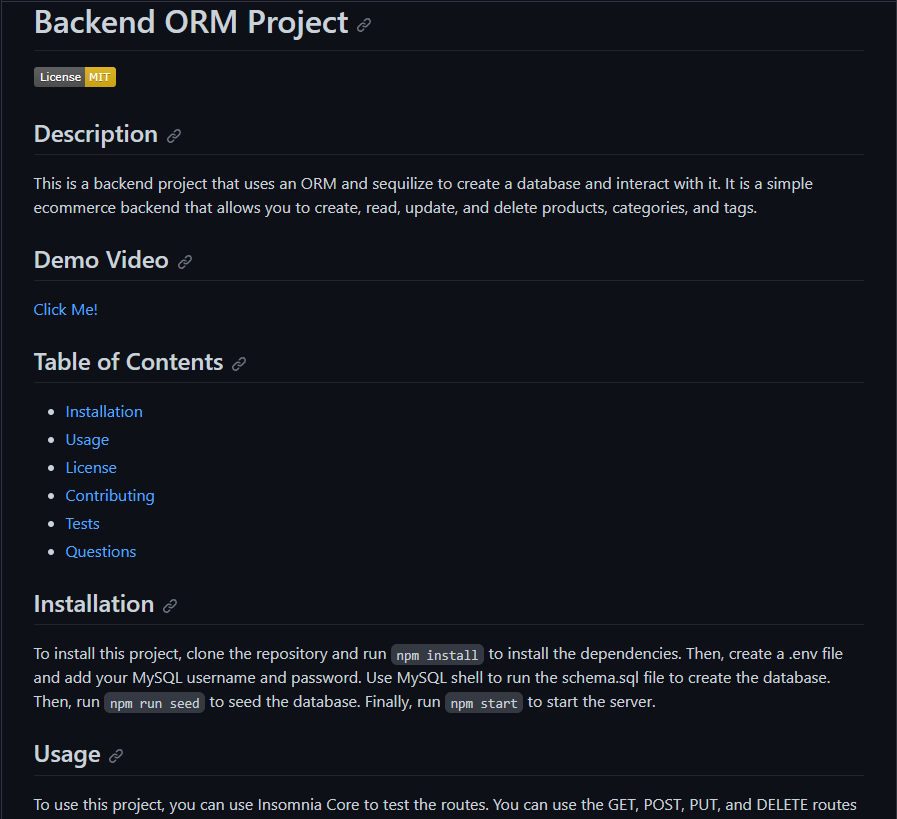 Backend ORM Project
License MIT
Description
This is a backend project that uses an ORM and sequilize to create a database and interact with it. It is a simple
ecommerce backend that allows you to create, read, update, and delete products, categories, and tags.
Demo Video
Click Me!
Table of Contents
Installation
Usage
License
Contributing
Tests
Questions
Installation
To install this project, clone the repository and run npm install to install the dependencies. Then, create a .env file
and add your MySQL username and password. Use MySQL shell to run the schema.sql file to create the database.
Then, run npm run seed to seed the database. Finally, run npm start to start the server.
Usage
To use this project, you can use Insomnia Core to test the routes. You can use the GET, POST, PUT, and DELETE routes